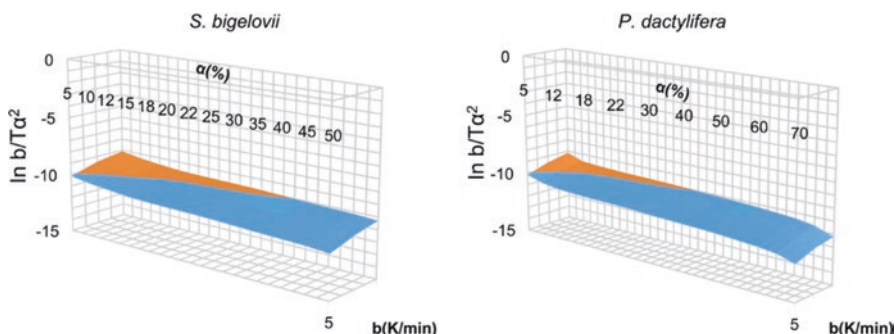 S. bigelovii
0
α(%)
5 10 12 15 18 20 22 25 30 35 40 45 50
-5
ln b/Tα²
-10
-15
5
b(K/min)
P. dactylifera
0
α(%)
5 12 18 22 30 40 50 60 70
-5
ln b/Tα²
-10
-15
5
b(K/min)